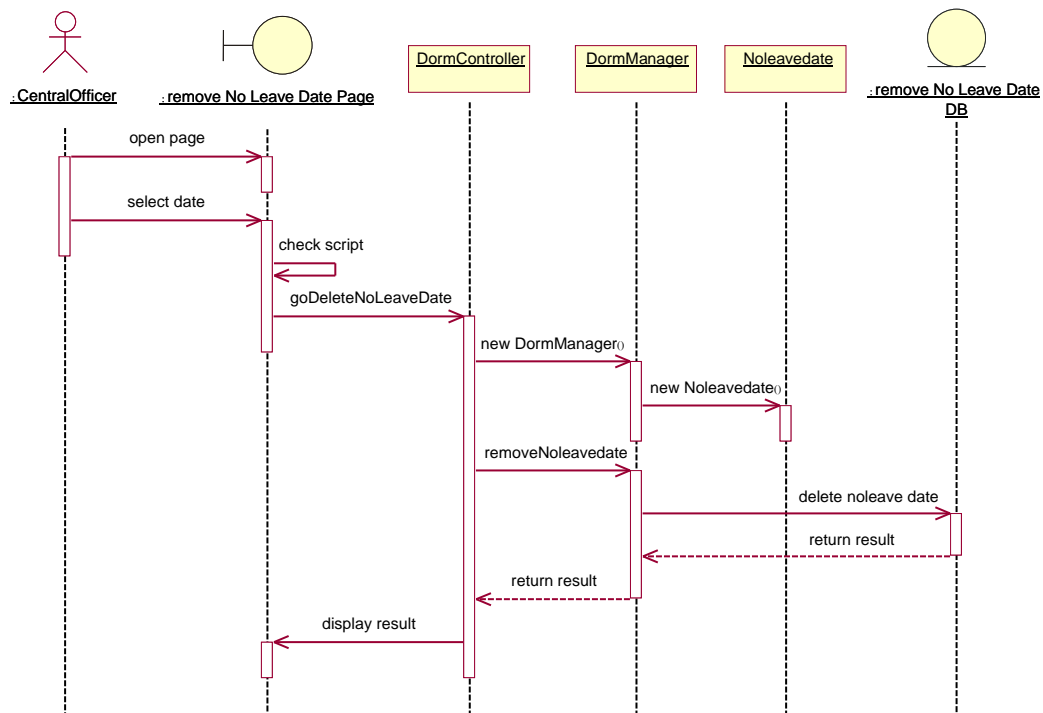 : CentralOfficer
: remove No Leave Date Page
DormController
DormManager
Noleavedate
: remove No Leave Date
DB
open page
select date
check script
goDeleteNoLeaveDate
new DormManager()
new Noleavedate()
removeNoleavedate
delete noleave date
return result
return result
display result